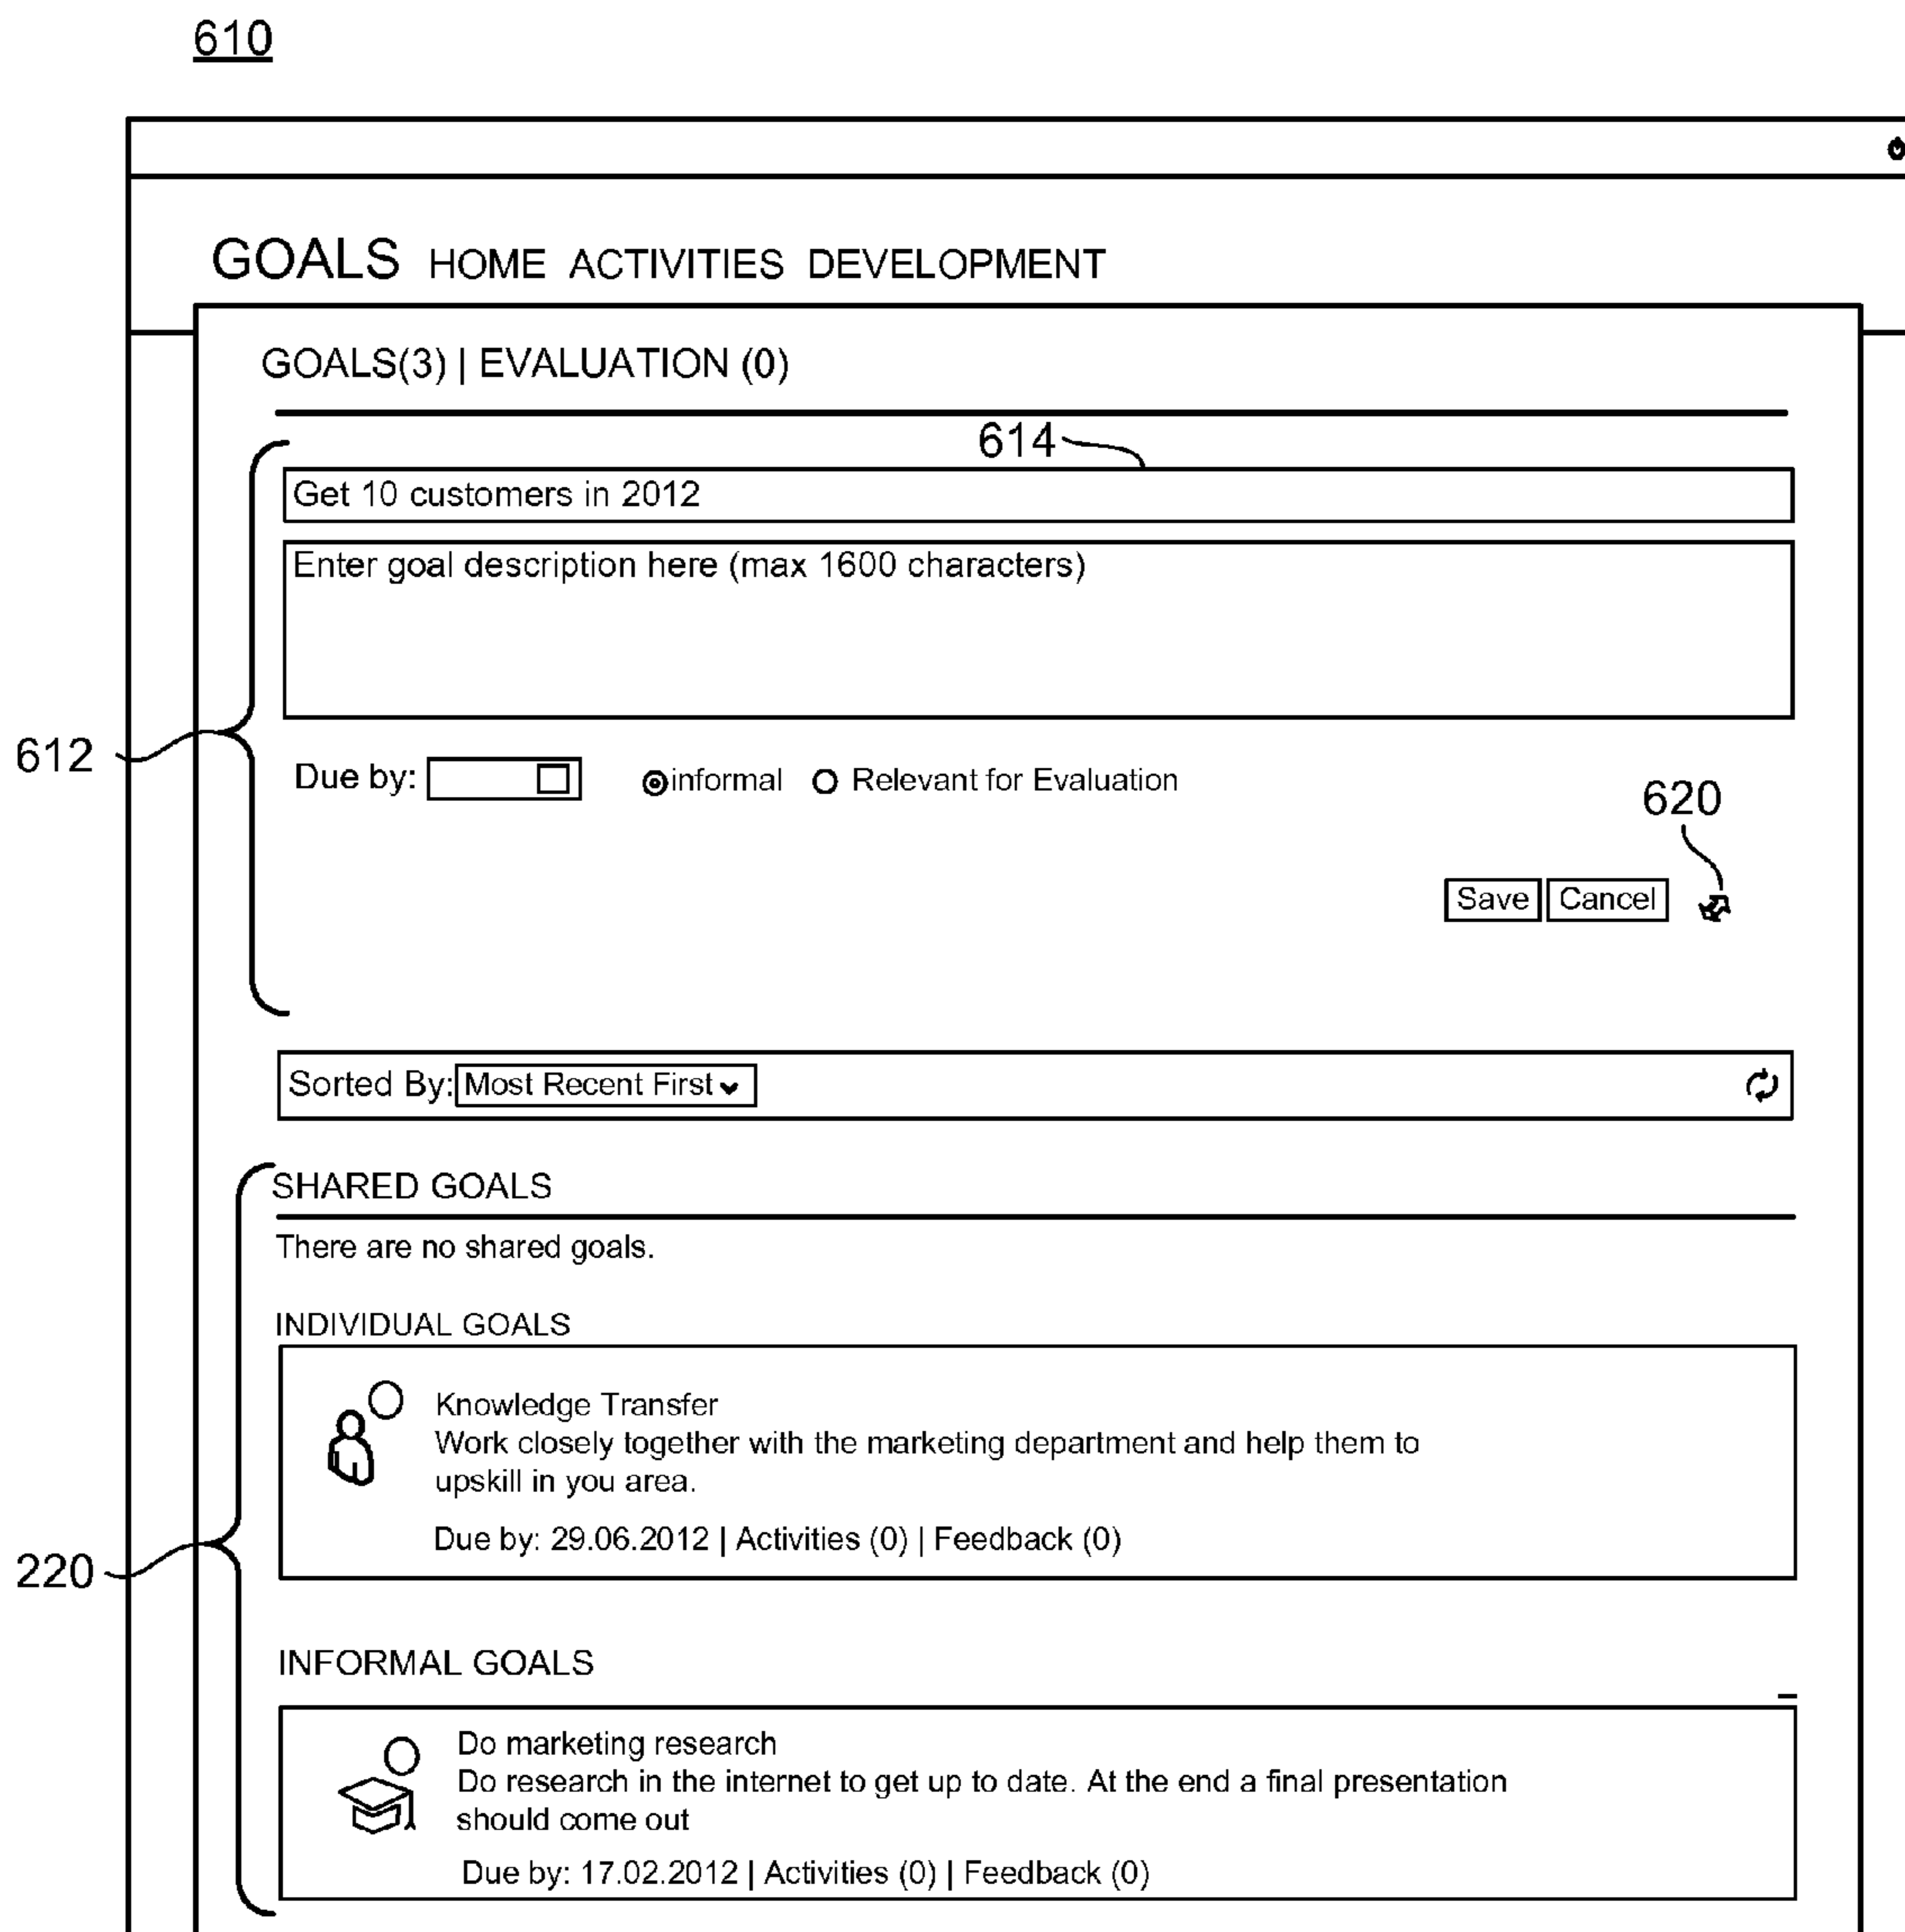 610
GOALS HOME ACTIVITIES DEVELOPMENT
GOALS(3) | EVALUATION (0)
614
Get 10 customers in 2012
Enter goal description here (max 1600 characters)
612
Due by: informal Relevant for Evaluation
620
Save Cancel
Sorted By: Most Recent First
SHARED GOALS
There are no shared goals.
INDIVIDUAL GOALS
Knowledge Transfer
Work closely together with the marketing department and help them to
upskill in you area.
Due by: 29.06.2012 | Activities (0) | Feedback (0)
220
INFORMAL GOALS
Do marketing research
Do research in the internet to get up to date. At the end a final presentation
should come out
Due by: 17.02.2012 | Activities (0) | Feedback (0)